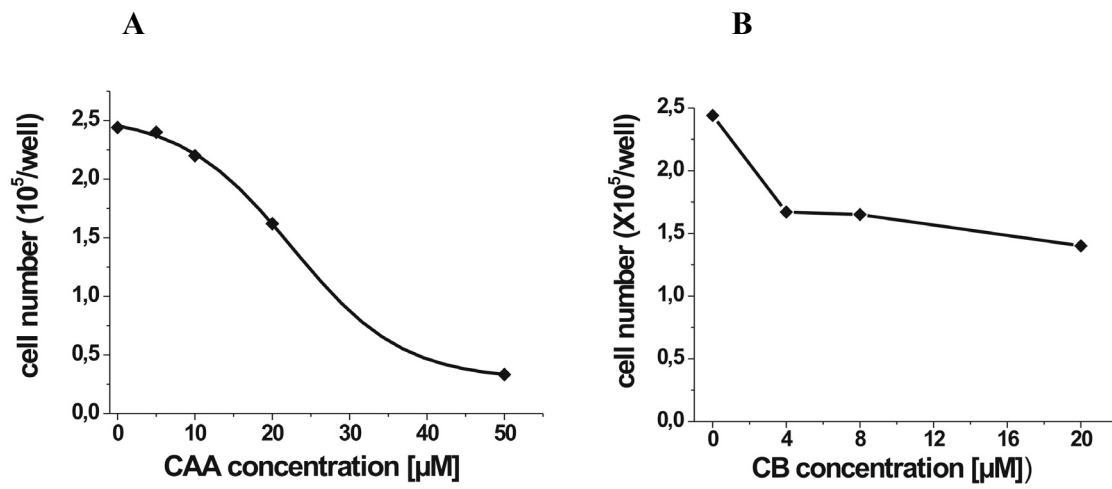 A
B
cell number (10⁵/well)
2,5
2,0
1,5
1,0
0,5
0,0
0 10 20 30 40 50
CAA concentration [µM]
cell number (X10⁵/well)
2,5
2,0
1,5
1,0
0,5
0,0
0 4 8 12 16 20
CB concentration [µM])